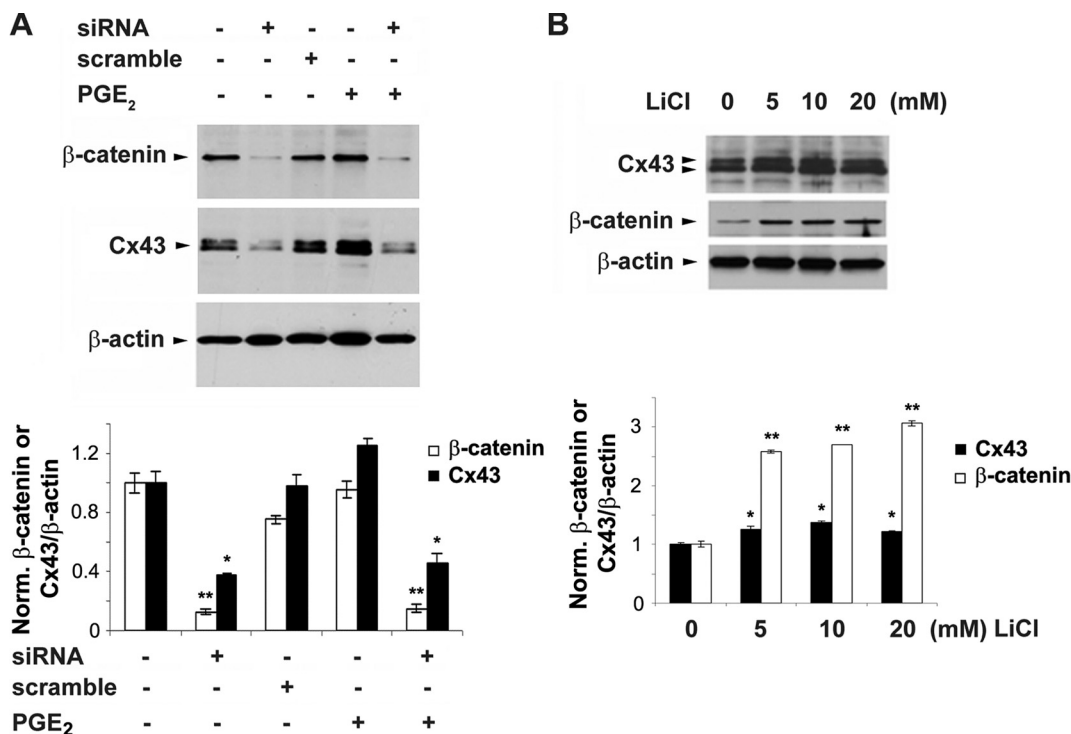 A
siRNA - + - - +
scramble - - + - -
PGE2 - - - + +
β-catenin
Cx43
β-actin
Norm. β-catenin or
Cx43/β-actin
1.2
0.8
0.4
0
β-catenin
Cx43
** *
** *
siRNA - + - - +
scramble - - + - -
PGE2 - - - + +
B
LiCl 0 5 10 20 (mM)
Cx43
β-catenin
β-actin
Norm. β-catenin or
Cx43/β-actin
3
2
1
0
* ** * ** * **
Cx43
β-catenin
0 5 10 20 (mM) LiCl